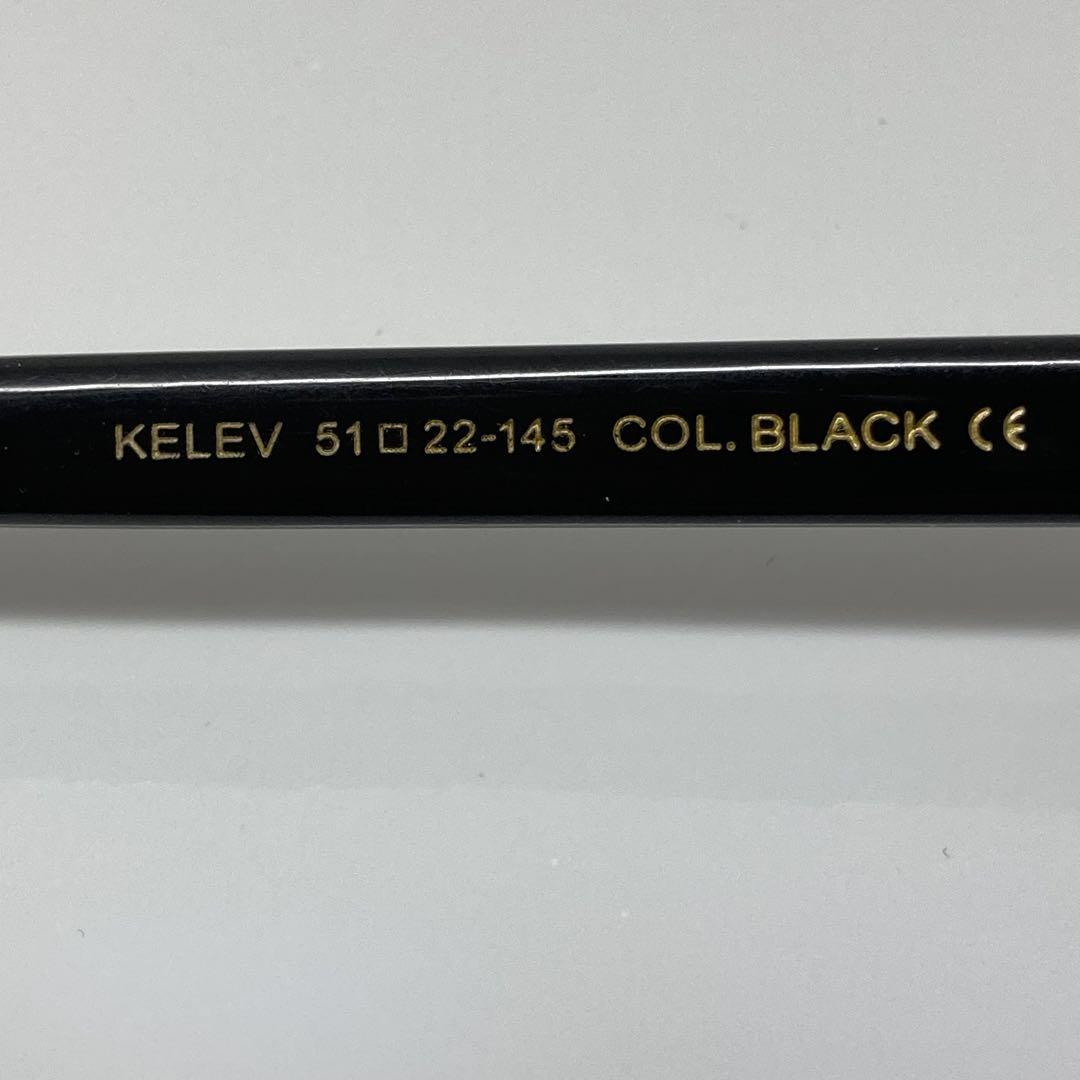 KELEV 51□22-145 COL. BLACK CE